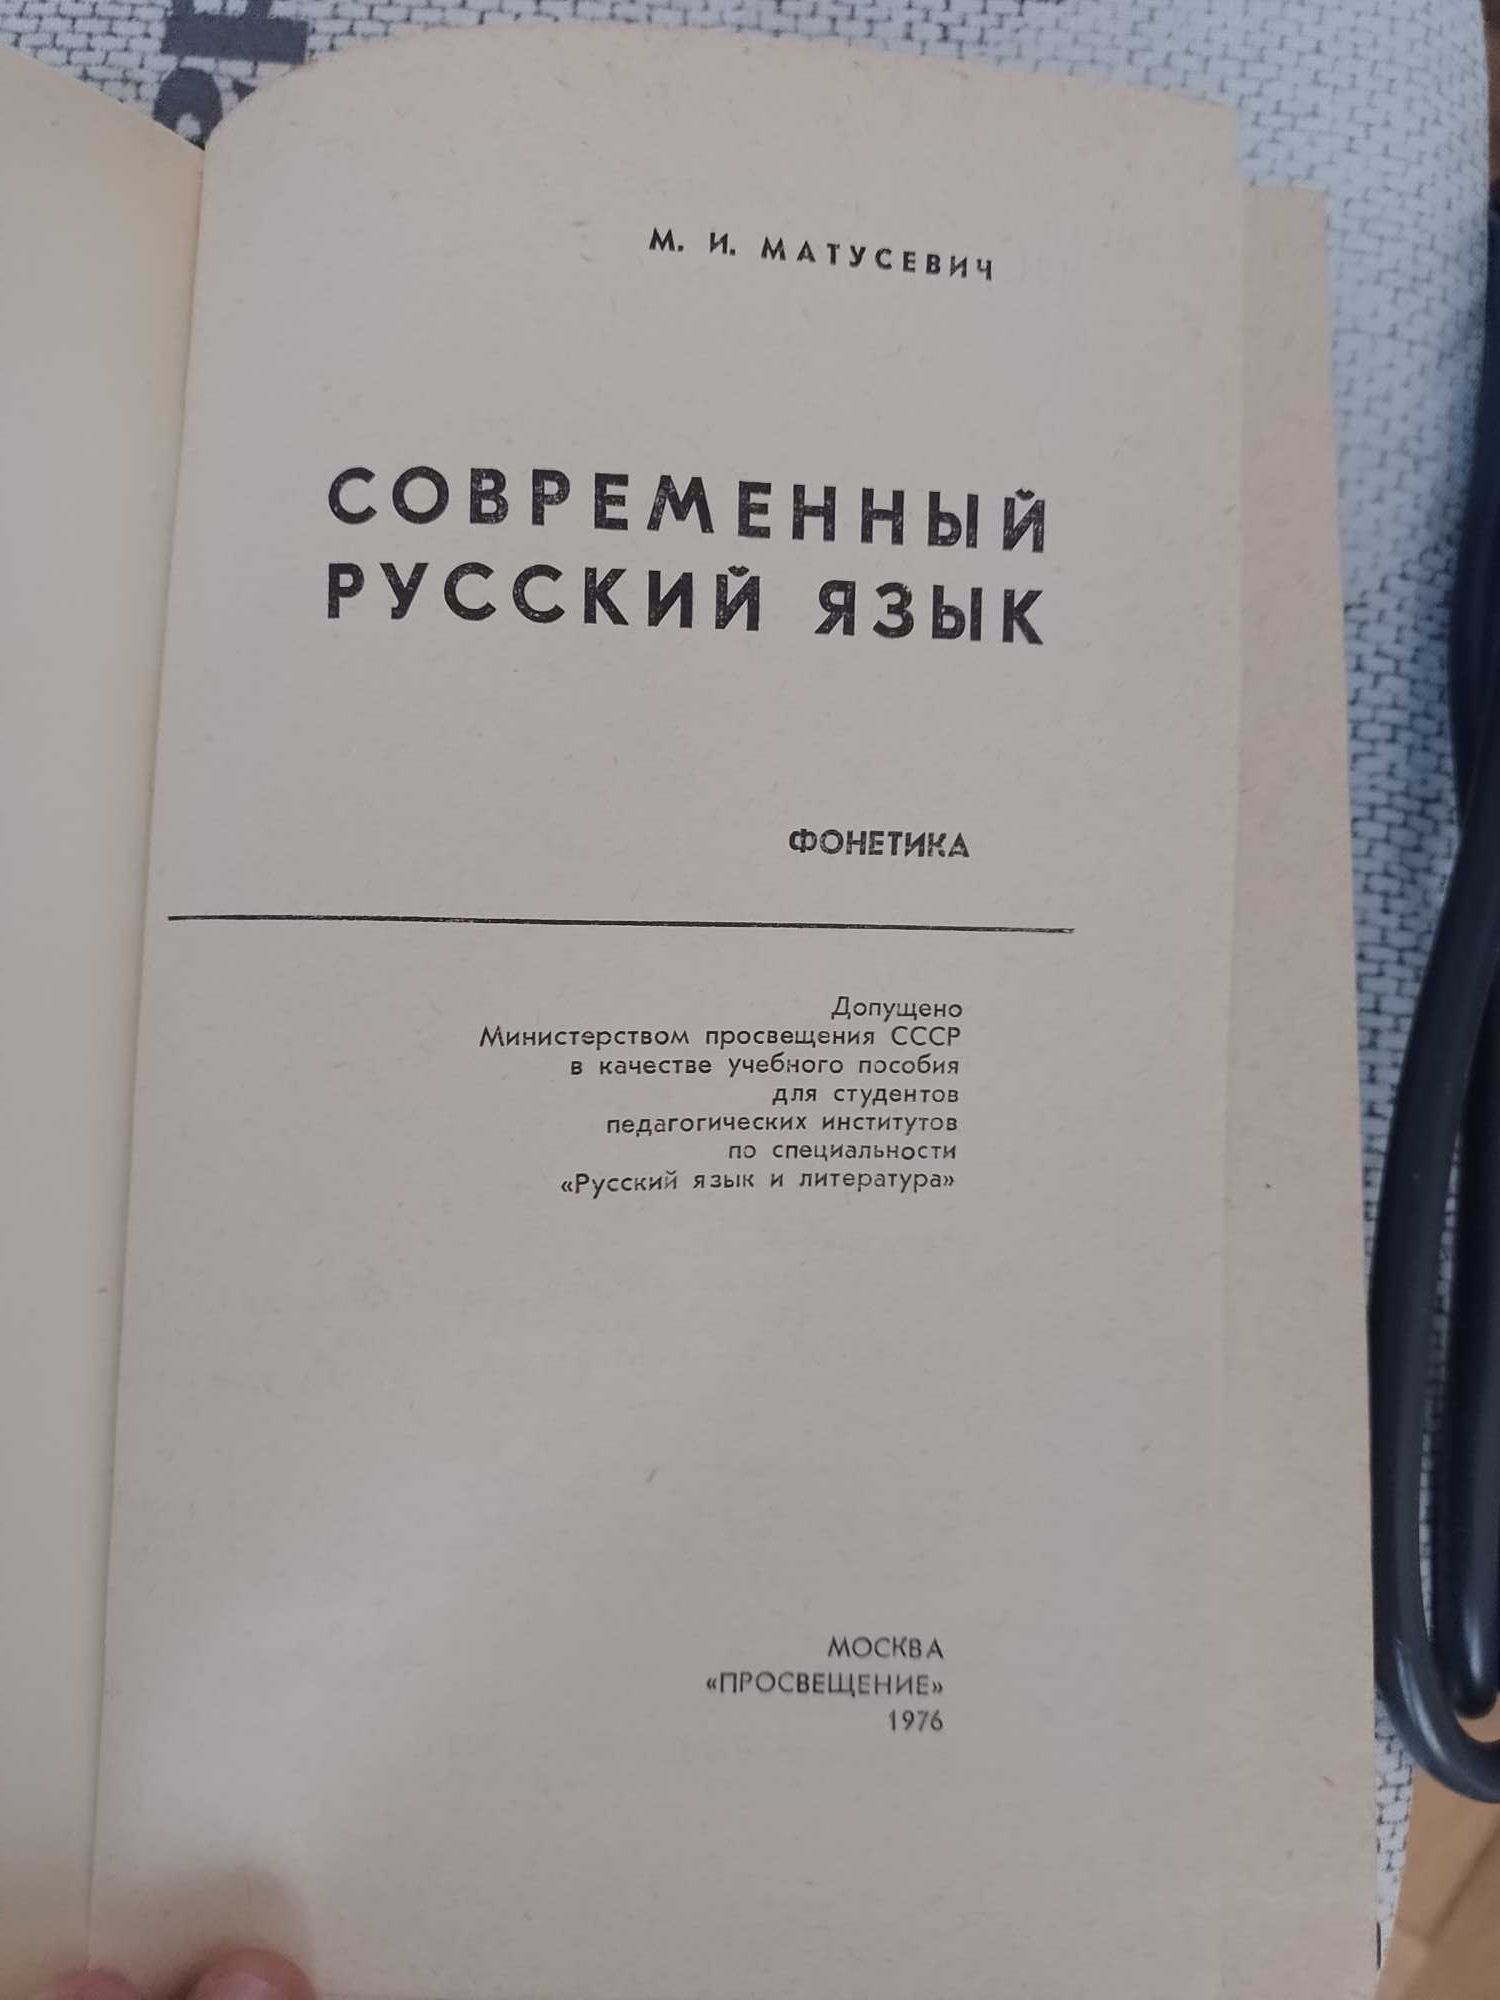 М. И. МАТУСЕВИЧ
СОВРЕМЕННЫЙ
РУССКИЙ ЯЗЫК
ФОНЕТИКА
Допущено
Министерством просвещения СССР
в качестве учебного пособия
для студентов
педагогических институтов
по специальности
«Русский язык и литература»
МОСКВА
«ПРОСВЕЩЕНИЕ»
1976